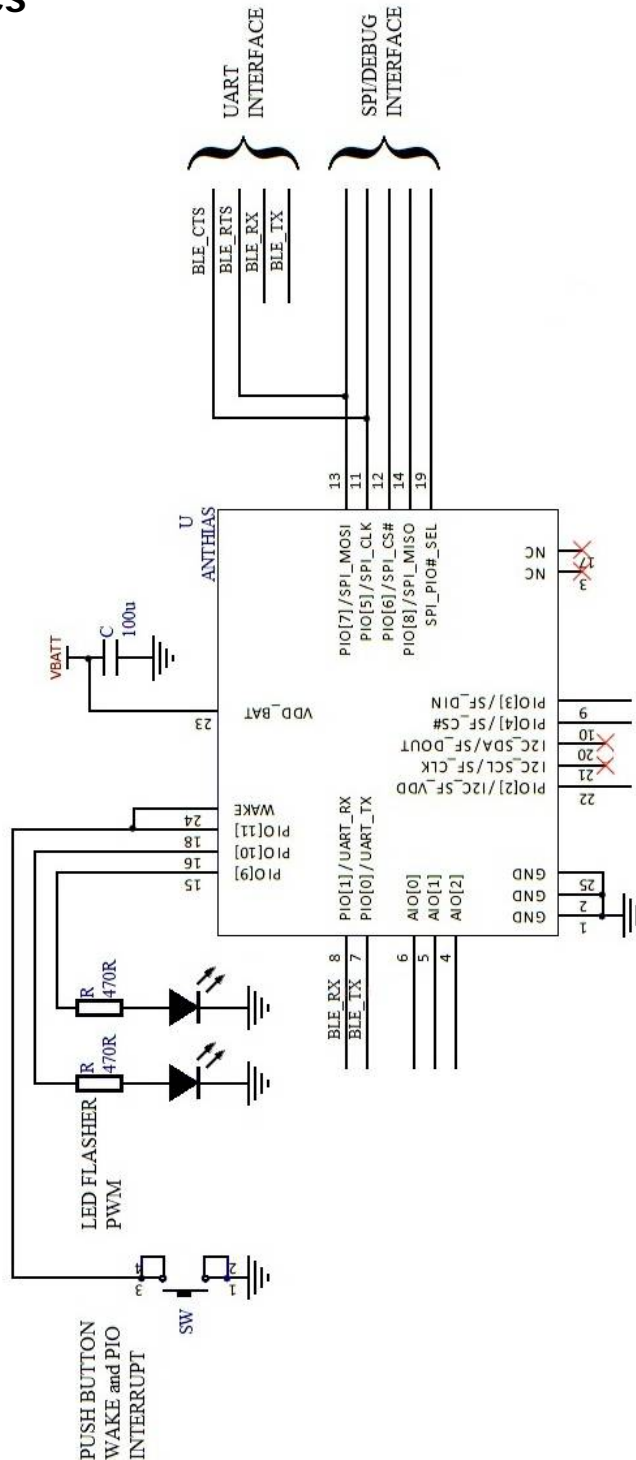 CS
UART
INTERFACE
SPI/DEBUG
INTERFACE
BLE_CTS
BLE_RTS
BLE_RX
BLE_TX
13
11
12
14
19
U
ANTHIAS
PIO[7]/SPI_MOSI
PIO[5]/SPI_CLK
PIO[6]/SPI_CS#
PIO[8]/SPI_MISO
SPI_PIO#_SEL
NC
17
NC
3
VBATT
C
100u
23
VDD_BAT
24
WAKE
18
PIO[11]
16
PIO[10]
15
PIO[9]
PIO[3]/SF_DIN
9
PIO[4]/SF_CS#
10
I2C_SDA/SF_DOUT
20
I2C_SCL/SF_CLK
21
PIO[2]/I2C_SF_VDD
22
PIO[1]/UART_RX
PIO[0]/UART_TX
AIO[0]
AIO[1]
AIO[2]
GND
25
GND
2
GND
1
8
7
6
5
4
BLE_RX
BLE_TX
R
470R
R
470R
LED FLASHER
PWM
4
3
2
1
SW
PUSH BUTTON
WAKE and PIO
INTERRUPT